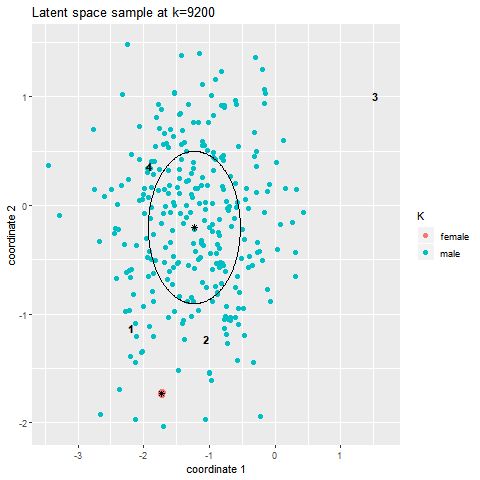 Latent space sample at k=9200
3
1
4
0
K
female
male
coordinate 2
-1
1
2
-2
-3
-2
-1
0
1
coordinate 1